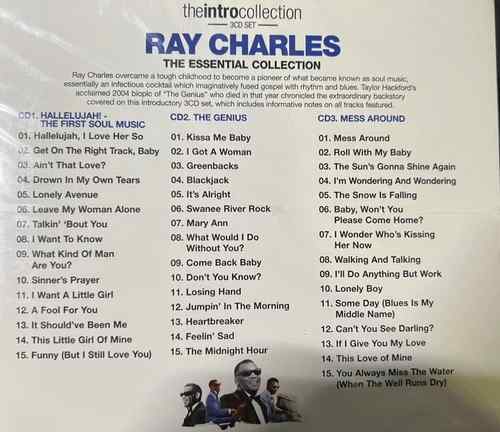 theintrocollection
3CD SET
RAY CHARLES
THE ESSENTIAL COLLECTION
Ray Charles overcame a tough childhood to become a pioneer of what became known as soul music,
essentially an infectious cocktail which imaginatively fused gospel with rhythm and blues. Taylor Hackford's
acclaimed 2004 biopic of "The Genius" who died in that year chronicled the extraordinary backstory
covered on this introductory 3CD set, which includes informative notes on all tracks featured.
CD1. HALLELUJAH! -
THE FIRST SOUL MUSIC
01. Hallelujah, I Love Her So
02. Get On The Right Track, Baby
03. Ain't That Love?
04. Drown In My Own Tears
05. Lonely Avenue
06. Leave My Woman Alone
07. Talkin' 'Bout You
08. I Want To Know
09. What Kind Of Man
Are You?
10. Sinner's Prayer
11. I Want A Little Girl
12. A Fool For You
13. It Should've Been Me
14. This Little Girl Of Mine
15. Funny (But I Still Love You)
CD2. THE GENIUS
01. Kissa Me Baby
02. I Got A Woman
03. Greenbacks
04. Blackjack
05. It's Alright
06. Swanee River Rock
07. Mary Ann
08. What Would I Do
Without You?
09. Come Back Baby
10. Don't You Know?
11. Losing Hand
12. Jumpin' In The Morning
13. Heartbreaker
14. Feelin' Sad
15. The Midnight Hour
CD3. MESS AROUND
01. Mess Around
02. Roll With My Baby
03. The Sun's Gonna Shine Again
04. I'm Wondering And Wondering
05. The Snow Is Falling
06. Baby, Won't You
Please Come Home?
07. I Wonder Who's Kissing
Her Now
08. Walking And Talking
09. I'll Do Anything But Work
10. Lonely Boy
11. Some Day (Blues Is My
Middle Name)
12. Can't You See Darling?
13. If I Give You My Love
14. This Love of Mine
15. You Always Miss The Water
(When The Well Runs Dry)